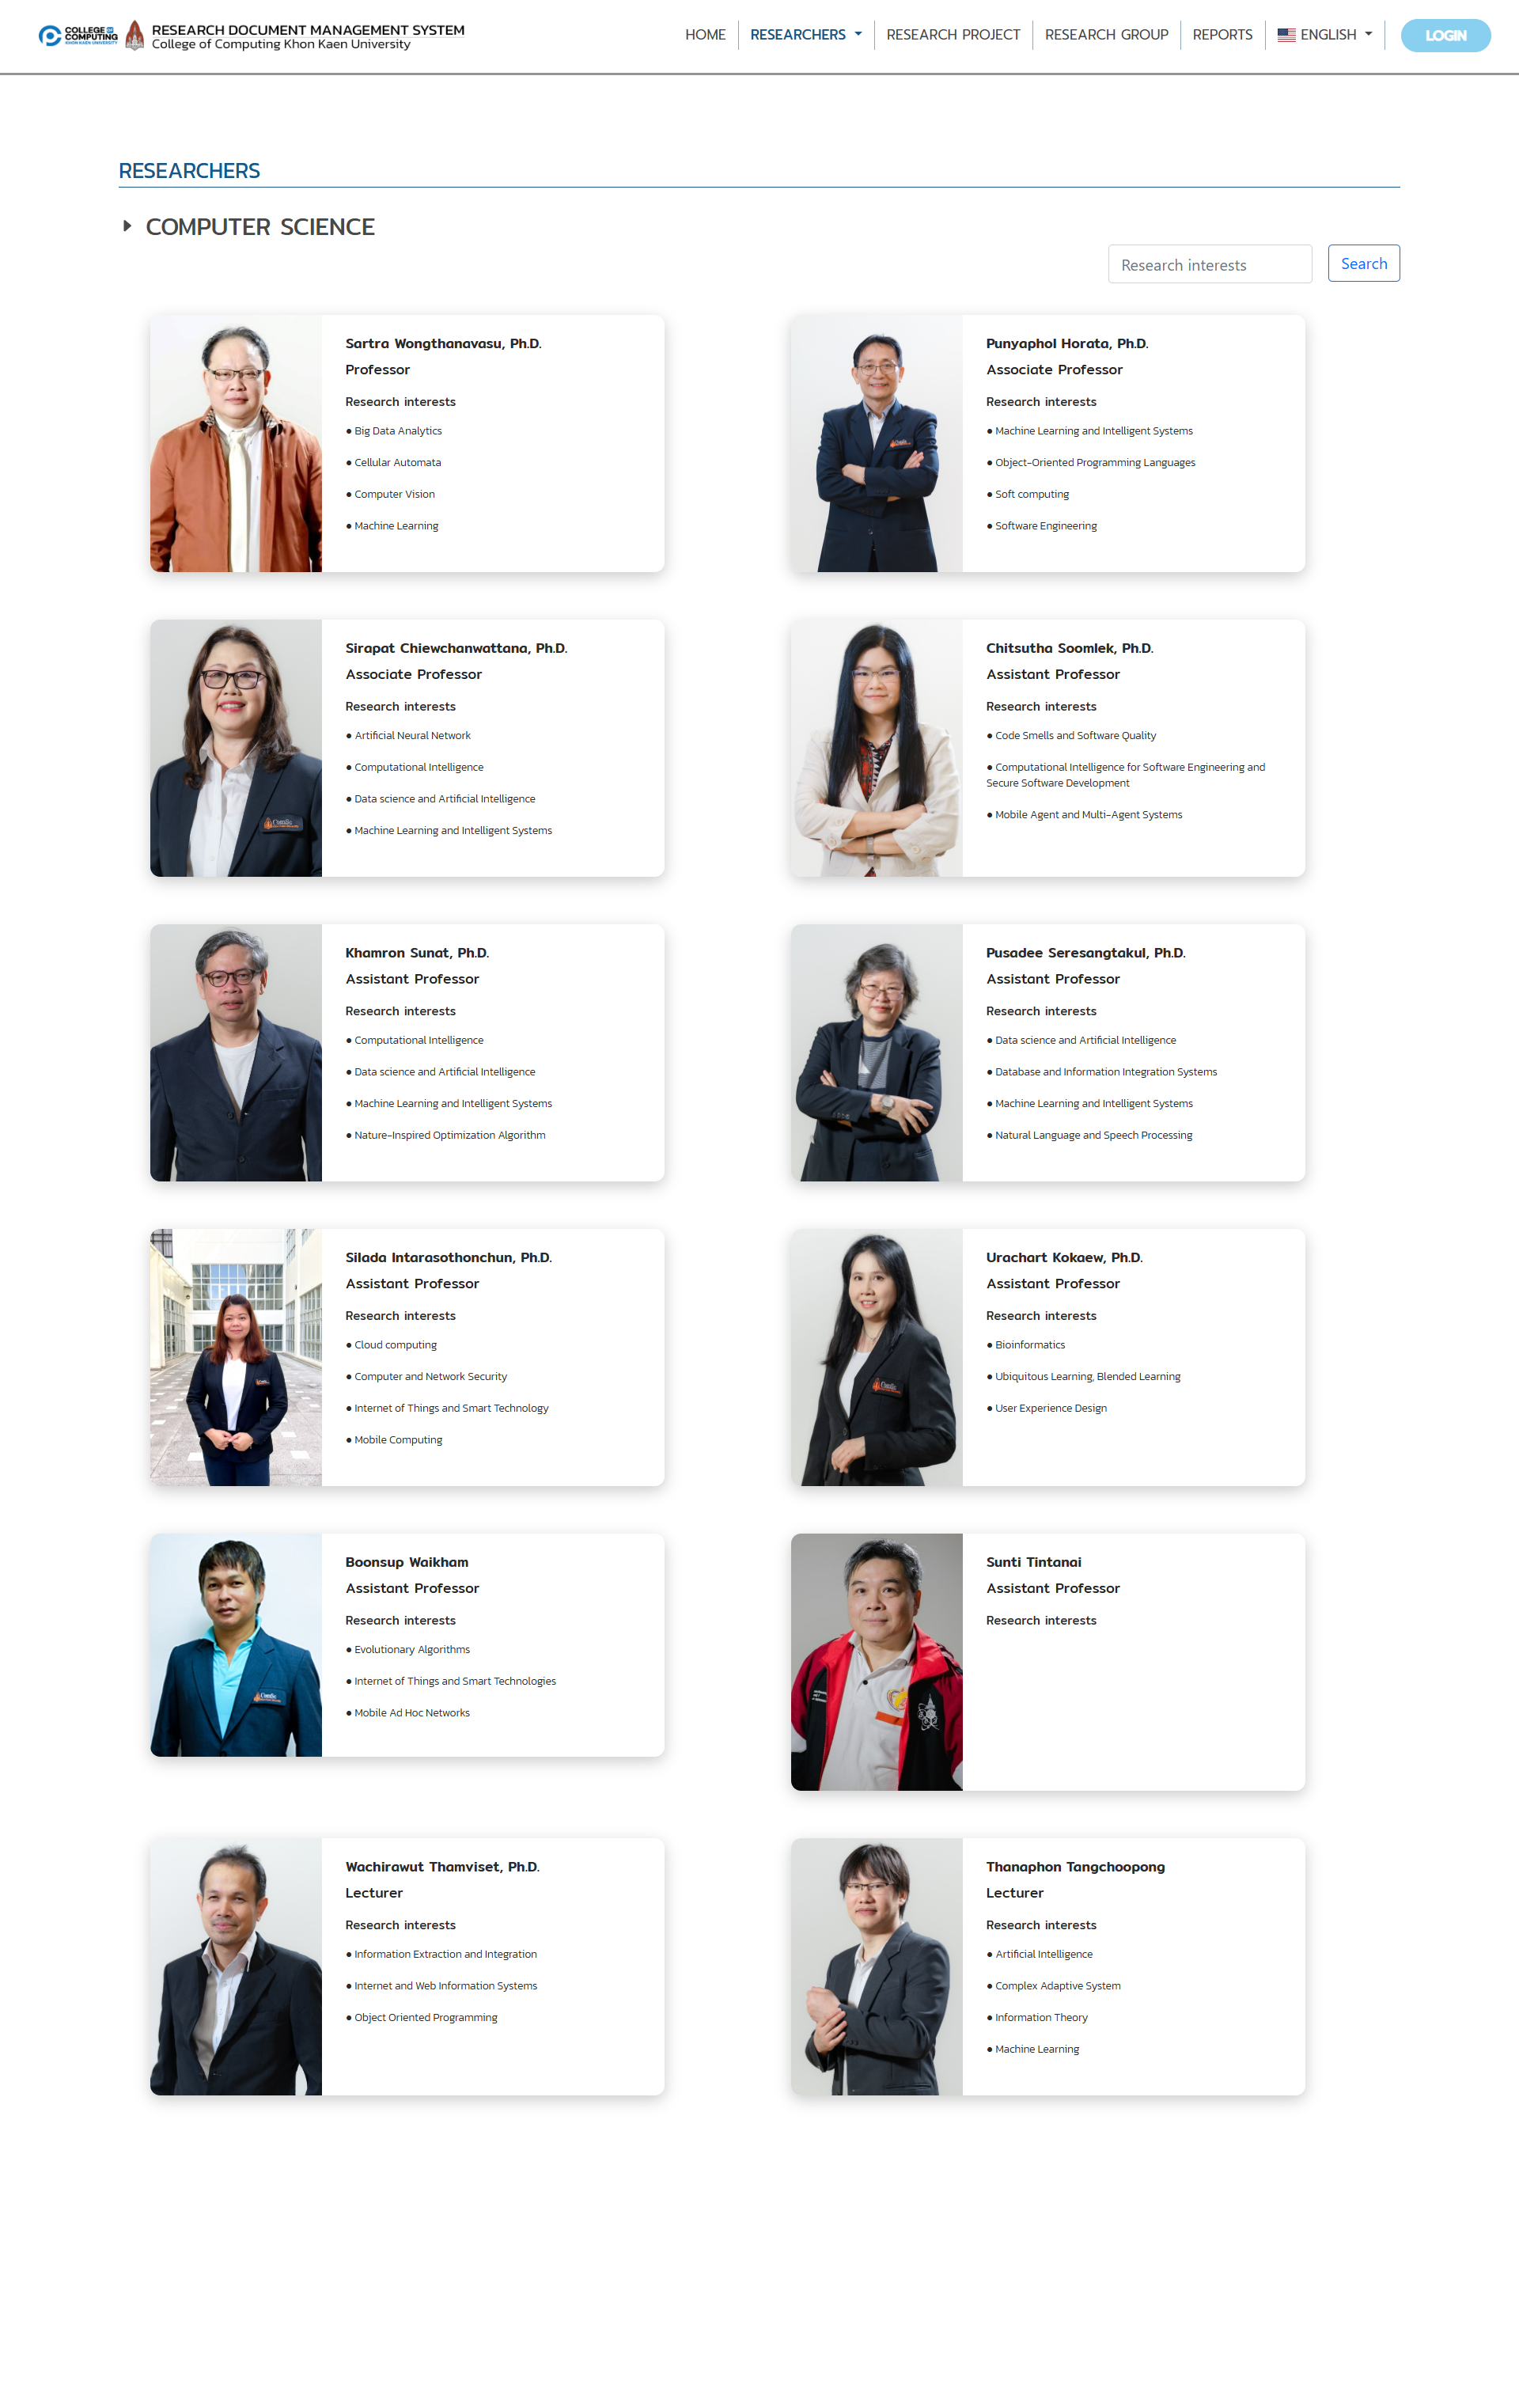 COLLEGE OF
COMPUTING
KHON KAEN UNIVERSITY
RESEARCH DOCUMENT MANAGEMENT SYSTEM
College of Computing Khon Kaen University
HOME
RESEARCHERS
RESEARCH PROJECT
RESEARCH GROUP
REPORTS
ENGLISH
LOGIN
RESEARCHERS
COMPUTER SCIENCE
Research interests
Search
Sartra Wongthanavasu, Ph.D.
Professor
Research interests
● Big Data Analytics
● Cellular Automata
● Computer Vision
● Machine Learning
Punyaphol Horata, Ph.D.
Associate Professor
Research interests
● Machine Learning and Intelligent Systems
● Object-Oriented Programming Languages
● Soft computing
● Software Engineering
Sirapat Chiewchanwattana, Ph.D.
Associate Professor
Research interests
● Artificial Neural Network
● Computational Intelligence
● Data science and Artificial Intelligence
● Machine Learning and Intelligent Systems
Chitsutha Soomlek, Ph.D.
Assistant Professor
Research interests
● Code Smells and Software Quality
● Computational Intelligence for Software Engineering and
Secure Software Development
● Mobile Agent and Multi-Agent Systems
Khamron Sunat, Ph.D.
Assistant Professor
Research interests
● Computational Intelligence
● Data science and Artificial Intelligence
● Machine Learning and Intelligent Systems
● Nature-Inspired Optimization Algorithm
Pusadee Seresangtakul, Ph.D.
Assistant Professor
Research interests
● Data science and Artificial Intelligence
● Database and Information Integration Systems
● Machine Learning and Intelligent Systems
● Natural Language and Speech Processing
Silada Intarasothonchun, Ph.D.
Assistant Professor
Research interests
● Cloud computing
● Computer and Network Security
● Internet of Things and Smart Technology
● Mobile Computing
Urachart Kokaew, Ph.D.
Assistant Professor
Research interests
● Bioinformatics
● Ubiquitous Learning, Blended Learning
● User Experience Design
Boonsup Waikham
Assistant Professor
Research interests
● Evolutionary Algorithms
● Internet of Things and Smart Technologies
● Mobile Ad Hoc Networks
Sunti Tintanai
Assistant Professor
Research interests
Wachirawut Thamviset, Ph.D.
Lecturer
Research interests
● Information Extraction and Integration
● Internet and Web Information Systems
● Object Oriented Programming
Thanaphon Tangchoopong
Lecturer
Research interests
● Artificial Intelligence
● Complex Adaptive System
● Information Theory
● Machine Learning